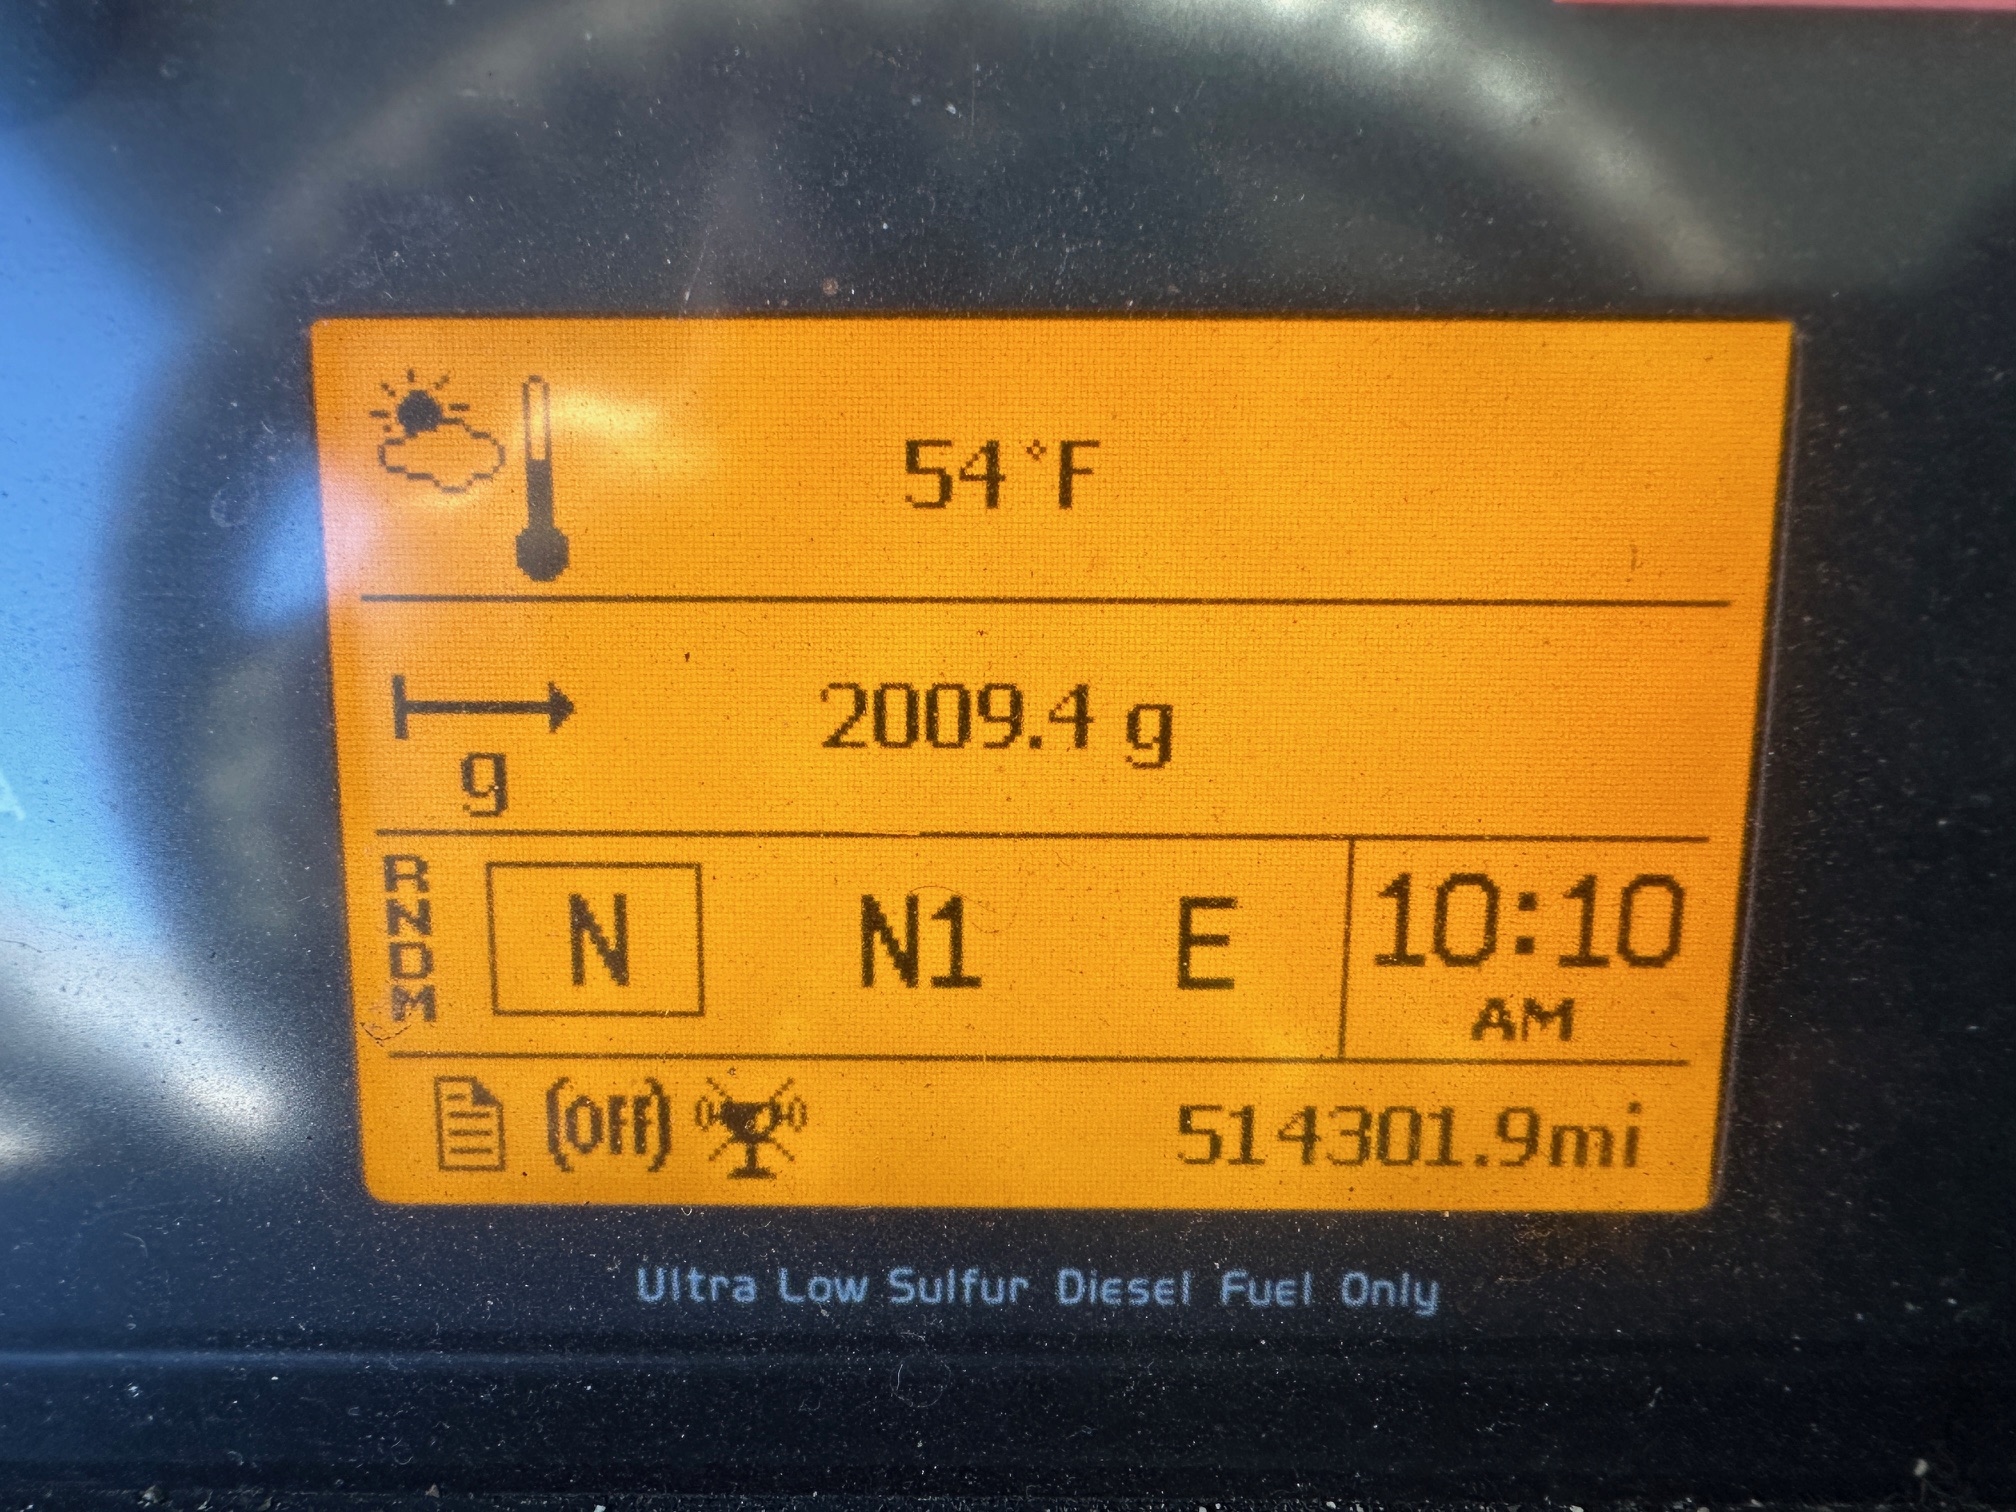 54°F
2009.4 g
g
RNDM
N N1 E 10:10
AM
(OFF) 514301.9mi
Ultra Low Sulfur Diesel Fuel Only